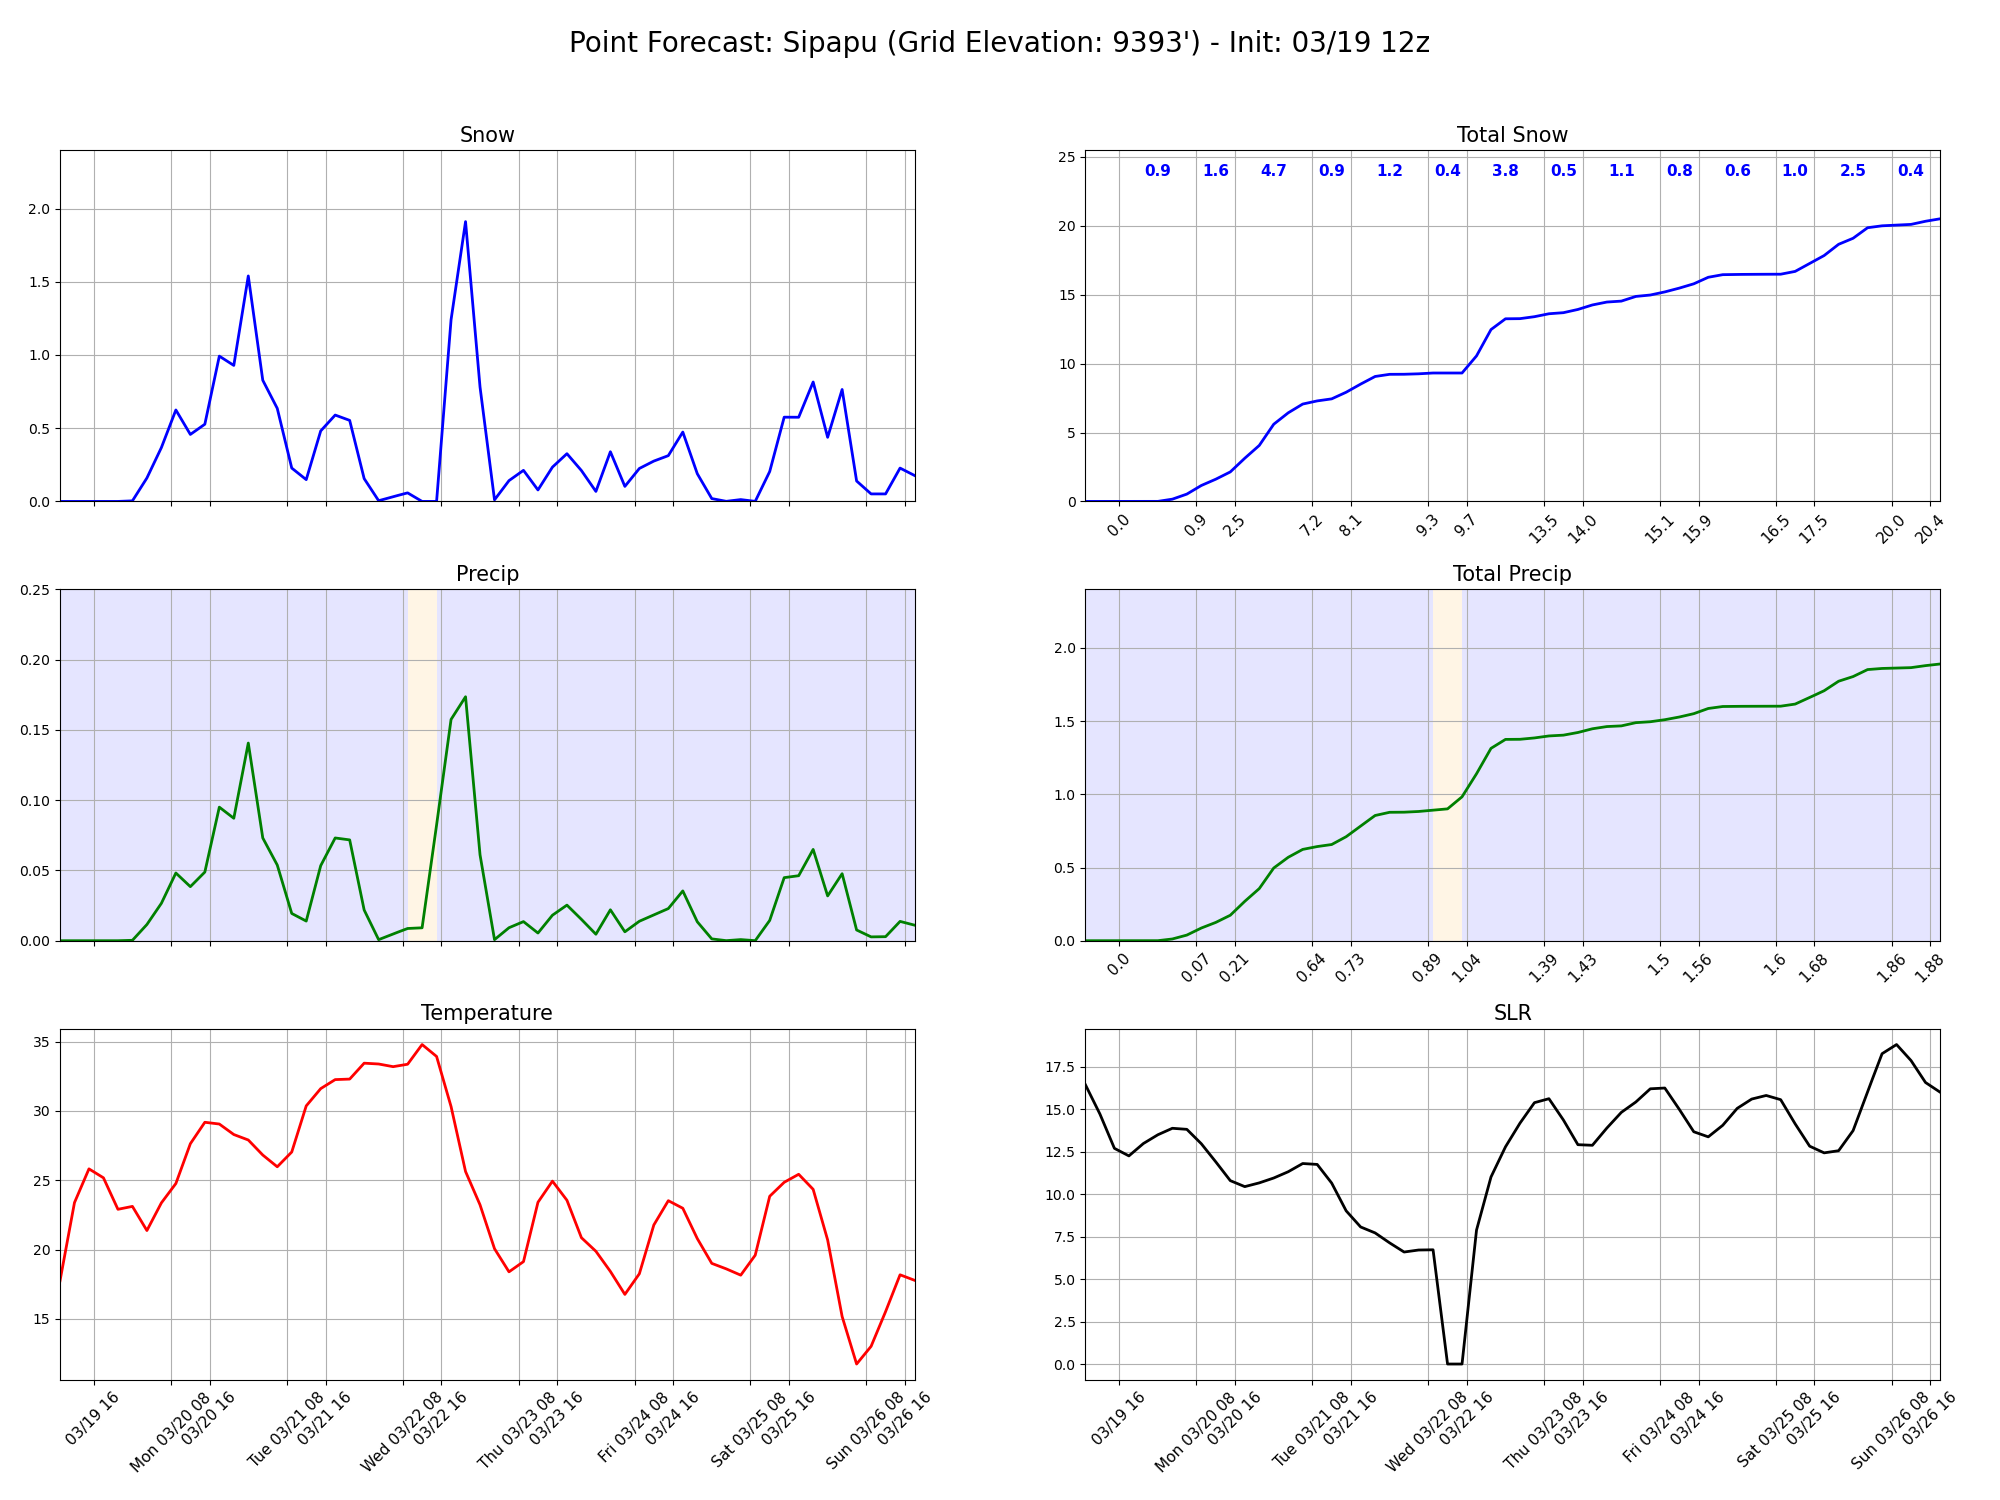 Point Forecast: Sipapu (Grid Elevation: 9393') - Init: 03/19 12z
Snow
2.0
1.5
1.0
0.5
0.0
Total Snow
0.9 1.6 4.7 0.9 1.2 0.4 3.8 0.5 1.1 0.8 0.6 1.0 2.5 0.4
25
20
15
10
5
0
0.0 0.9 2.5 7.2 8.1 9.3 9.7 13.5 14.0 15.1 15.9 16.5 17.5 20.0 20.4
Precip
0.25
0.20
0.15
0.10
0.05
0.00
Total Precip
2.0
1.5
1.0
0.5
0.0
0.0 0.07 0.21 0.64 0.73 0.89 1.04 1.39 1.43 1.5 1.56 1.6 1.68 1.86 1.88
Temperature
35
30
25
20
15
03/19 16
Mon 03/20 08
03/20 16
Tue 03/21 08
03/21 16
Wed 03/22 08
03/22 16
Thu 03/23 08
03/23 16
Fri 03/24 08
03/24 16
Sat 03/25 08
03/25 16
Sun 03/26 08
03/26 16
SLR
17.5
15.0
12.5
10.0
7.5
5.0
2.5
0.0
03/19 16
Mon 03/20 08
03/20 16
Tue 03/21 08
03/21 16
Wed 03/22 08
03/22 16
Thu 03/23 08
03/23 16
Fri 03/24 08
03/24 16
Sat 03/25 08
03/25 16
Sun 03/26 08
03/26 16